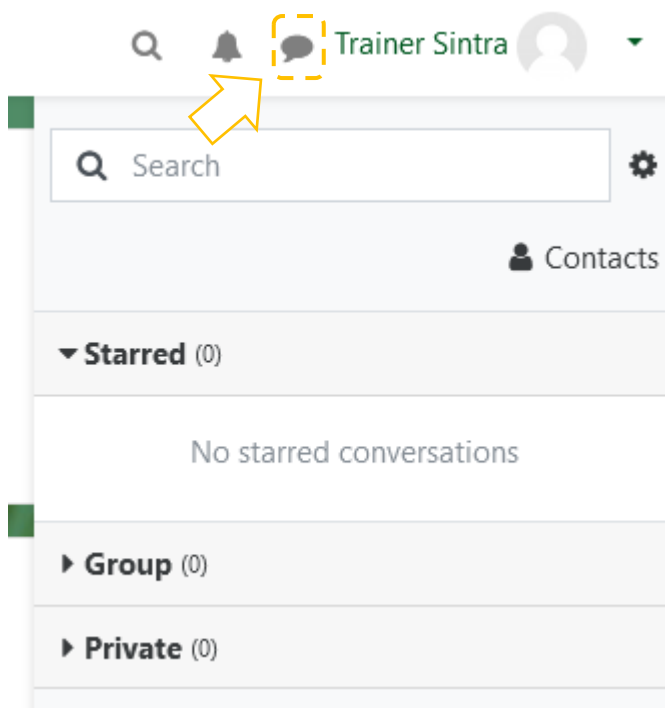 Trainer Sintra
Search
Contacts
Starred (0)
No starred conversations
Group (0)
Private (0)